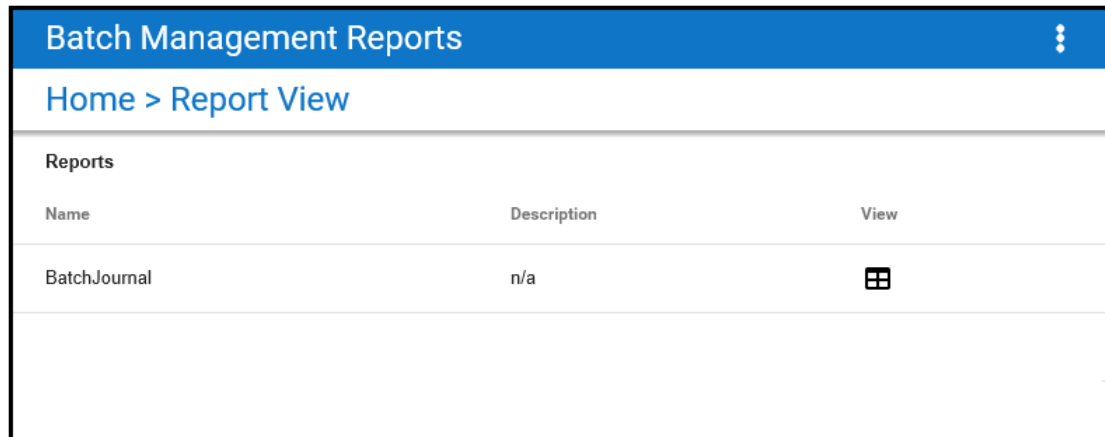 Batch Management Reports
Home > Report View
Reports
Name Description View
BatchJournal n/a